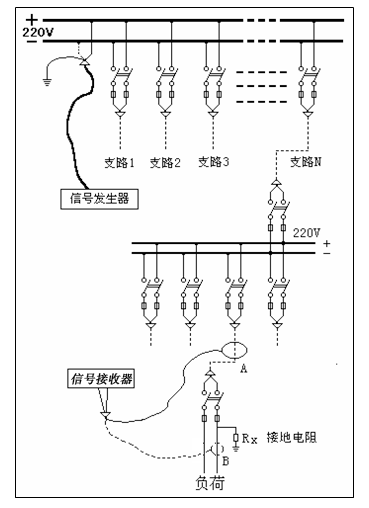 +
220V
−
支路1 支路2 支路3 支路N
信号发生器
220V +
−
A
信号接收器
Rx 接地电阻
B
负荷